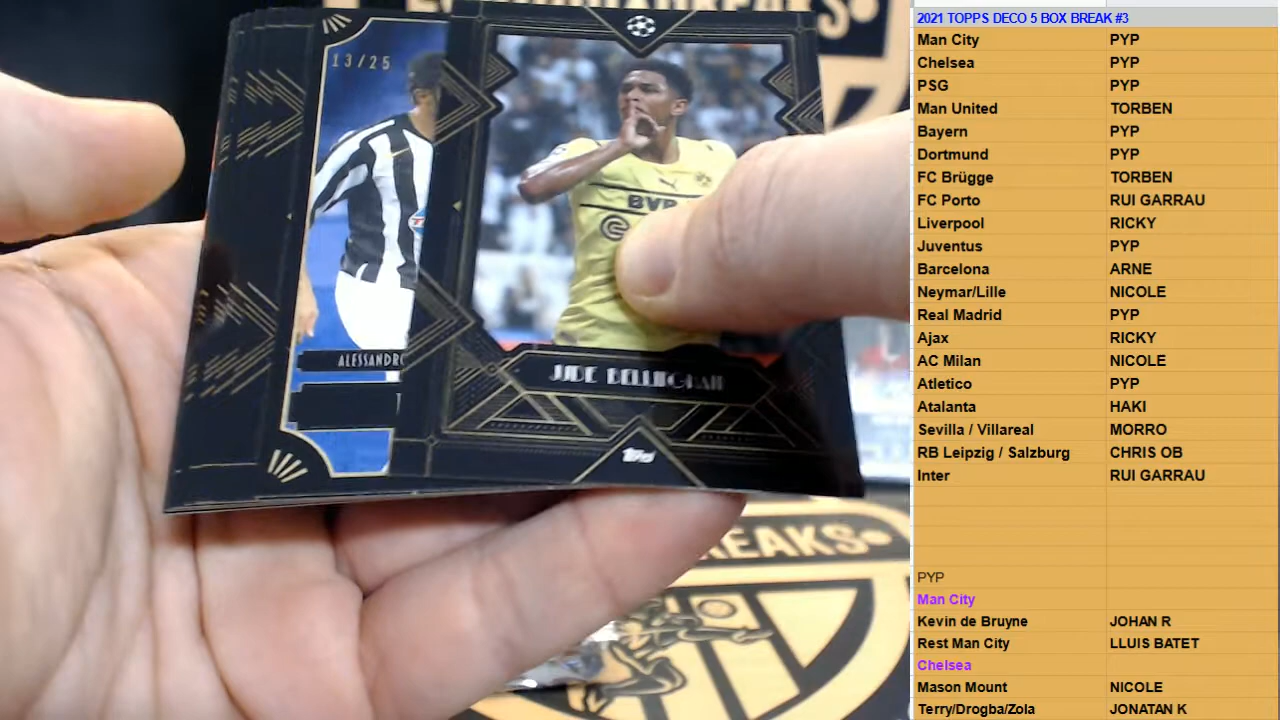 13/25
BVB
ALESSANDRO
JUDE BELLINGHAM
Topps
BREAKS
2021 TOPPS DECO 5 BOX BREAK #3
Man City PYP
Chelsea PYP
PSG PYP
Man United TORBEN
Bayern PYP
Dortmund PYP
FC Brügge TORBEN
FC Porto RUI GARRAU
Liverpool RICKY
Juventus PYP
Barcelona ARNE
Neymar/Lille NICOLE
Real Madrid PYP
Ajax RICKY
AC Milan NICOLE
Atletico PYP
Atalanta HAKI
Sevilla / Villareal MORRO
RB Leipzig / Salzburg CHRIS OB
Inter RUI GARRAU
PYP
Man City
Kevin de Bruyne JOHAN R
Rest Man City LLUIS BATET
Chelsea
Mason Mount NICOLE
Terry/Drogba/Zola JONATAN K